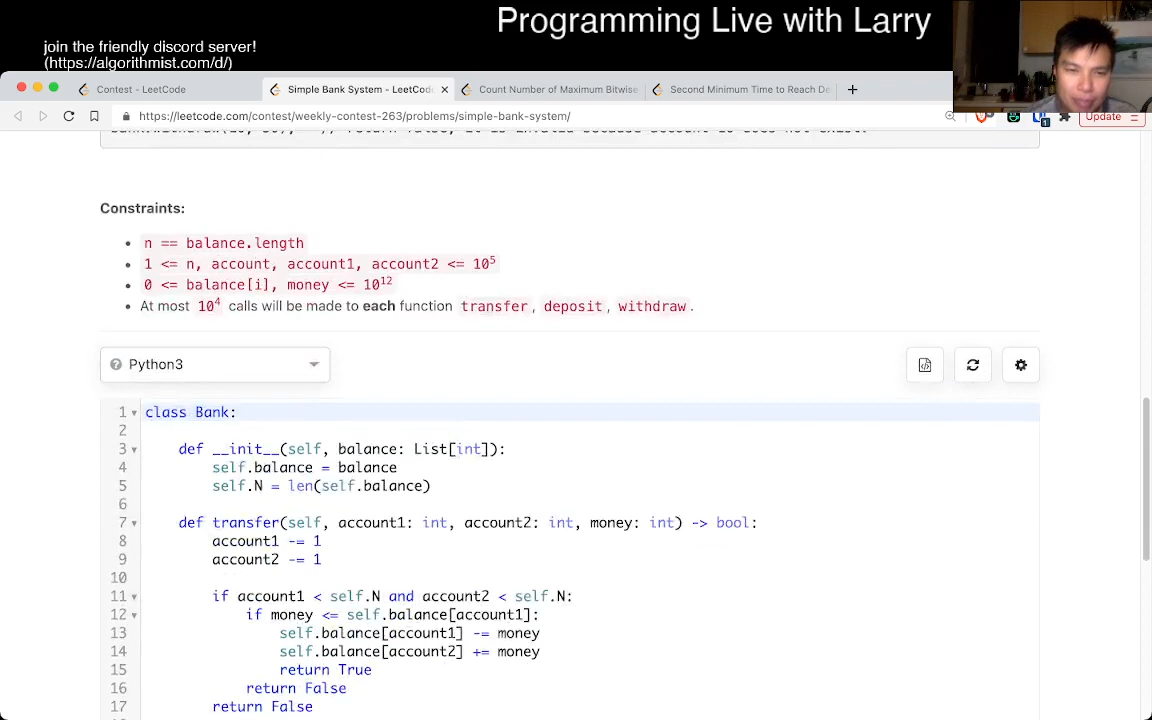 Programming Live with Larry
join the friendly discord server!
(https://algorithmist.com/d/)
Contest - LeetCode
Simple Bank System - LeetCod
Count Number of Maximum Bitwise
Second Minimum Time to Reach De
https://leetcode.com/contest/weekly-contest-263/problems/simple-bank-system/
Update
Constraints:
n == balance.length
1 <= n, account, account1, account2 <= 10^5
0 <= balance[i], money <= 10^12
At most 10^4 calls will be made to each function transfer, deposit, withdraw.
Python3
1 class Bank:
2
3 def __init__(self, balance: List[int]):
4 self.balance = balance
5 self.N = len(self.balance)
6
7 def transfer(self, account1: int, account2: int, money: int) -> bool:
8 account1 -= 1
9 account2 -= 1
10
11 if account1 < self.N and account2 < self.N:
12 if money <= self.balance[account1]:
13 self.balance[account1] -= money
14 self.balance[account2] += money
15 return True
16 return False
17 return False